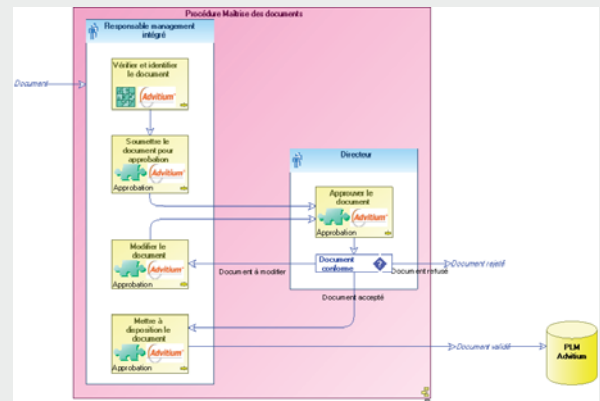 Procédure Maîtrise des documents
Responsable management
intégré
Document
Vérifier et identifier
le document
Advitium
Soumettre le
document pour
approbation
Advitium
Approbation
Directeur
Approuver le
document
Advitium
Approbation
Modifier le
document
Advitium
Approbation
Document à modifier
Document
conforme
?
Document refusé
Document rejeté
Document accepté
Mettre à
disposition le
document
Advitium
Approbation
Document validé
PLM
Advitium